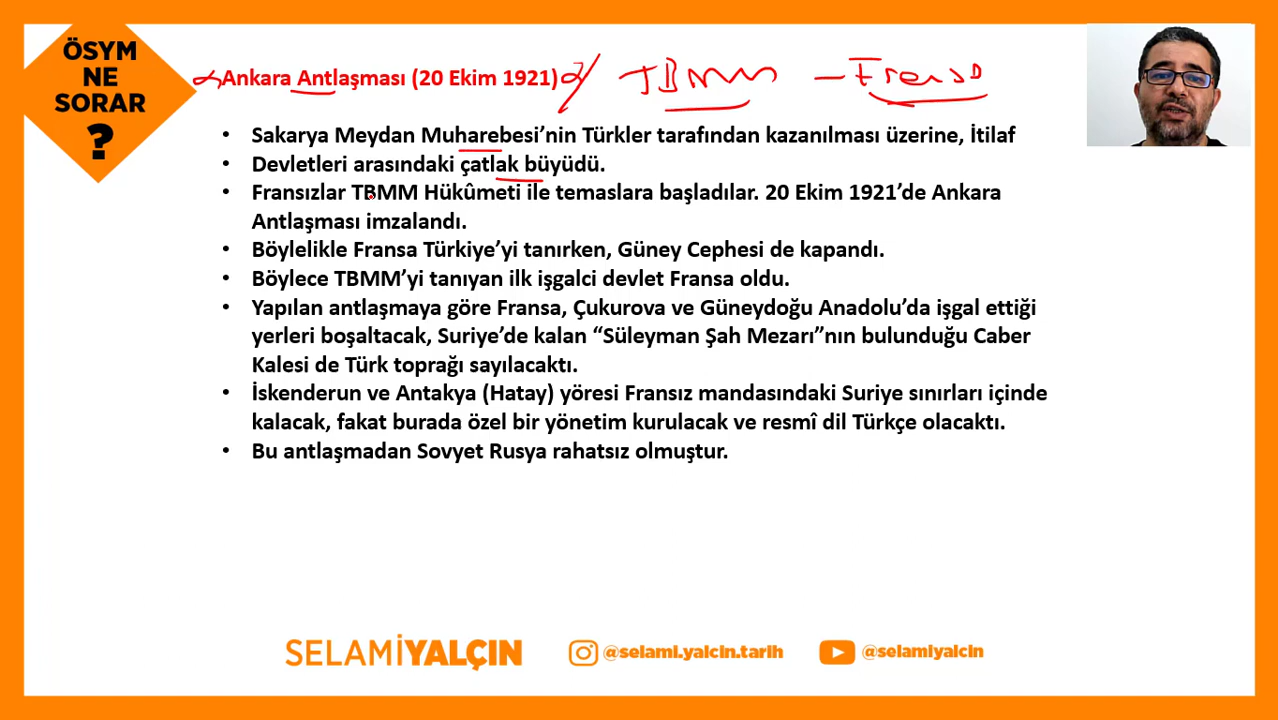 ÖSYM
NE
SORAR
?
Ankara Antlaşması (20 Ekim 1921)
TBMM – Fransa
• Sakarya Meydan Muharebesi’nin Türkler tarafından kazanılması üzerine, İtilaf
• Devletleri arasındaki çatlak büyüdü.
• Fransızlar TBMM Hükûmeti ile temaslara başladılar. 20 Ekim 1921’de Ankara
Antlaşması imzalandı.
• Böylelikle Fransa Türkiye’yi tanırken, Güney Cephesi de kapandı.
• Böylece TBMM’yi tanıyan ilk işgalci devlet Fransa oldu.
• Yapılan antlaşmaya göre Fransa, Çukurova ve Güneydoğu Anadolu’da işgal ettiği
yerleri boşaltacak, Suriye’de kalan “Süleyman Şah Mezarı”nın bulunduğu Caber
Kalesi de Türk toprağı sayılacaktı.
• İskenderun ve Antakya (Hatay) yöresi Fransız mandasındaki Suriye sınırları içinde
kalacak, fakat burada özel bir yönetim kurulacak ve resmî dil Türkçe olacaktı.
• Bu antlaşmadan Sovyet Rusya rahatsız olmuştur.
SELAMİYALÇIN @selami.yalcin.tarih @selamiyalcin